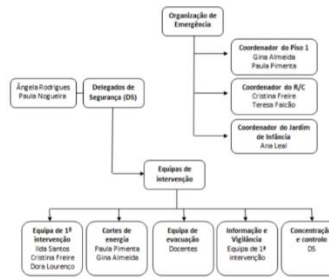 Organização de
Emergência
Coordenador do Piso 1
Gina Almeida
Paula Pimenta
Ângela Rodrigues
Paula Nogueira
Delegados de
Segurança (DS)
Coordenador do R/C
Cristina Freire
Teresa Falcão
Coordenador do Jardim
de Infância
Ana Leal
Equipas de
intervenção
Equipa de 1ª
intervenção
Ilda Santos
Cristina Freire
Dora Lourenço
Cortes de
energia
Paula Pimenta
Gina Almeida
Equipa de
evacuação
Docentes
Informação e
Vigilância
Equipa de 1ª
intervenção
Concentração
e controlo
DS